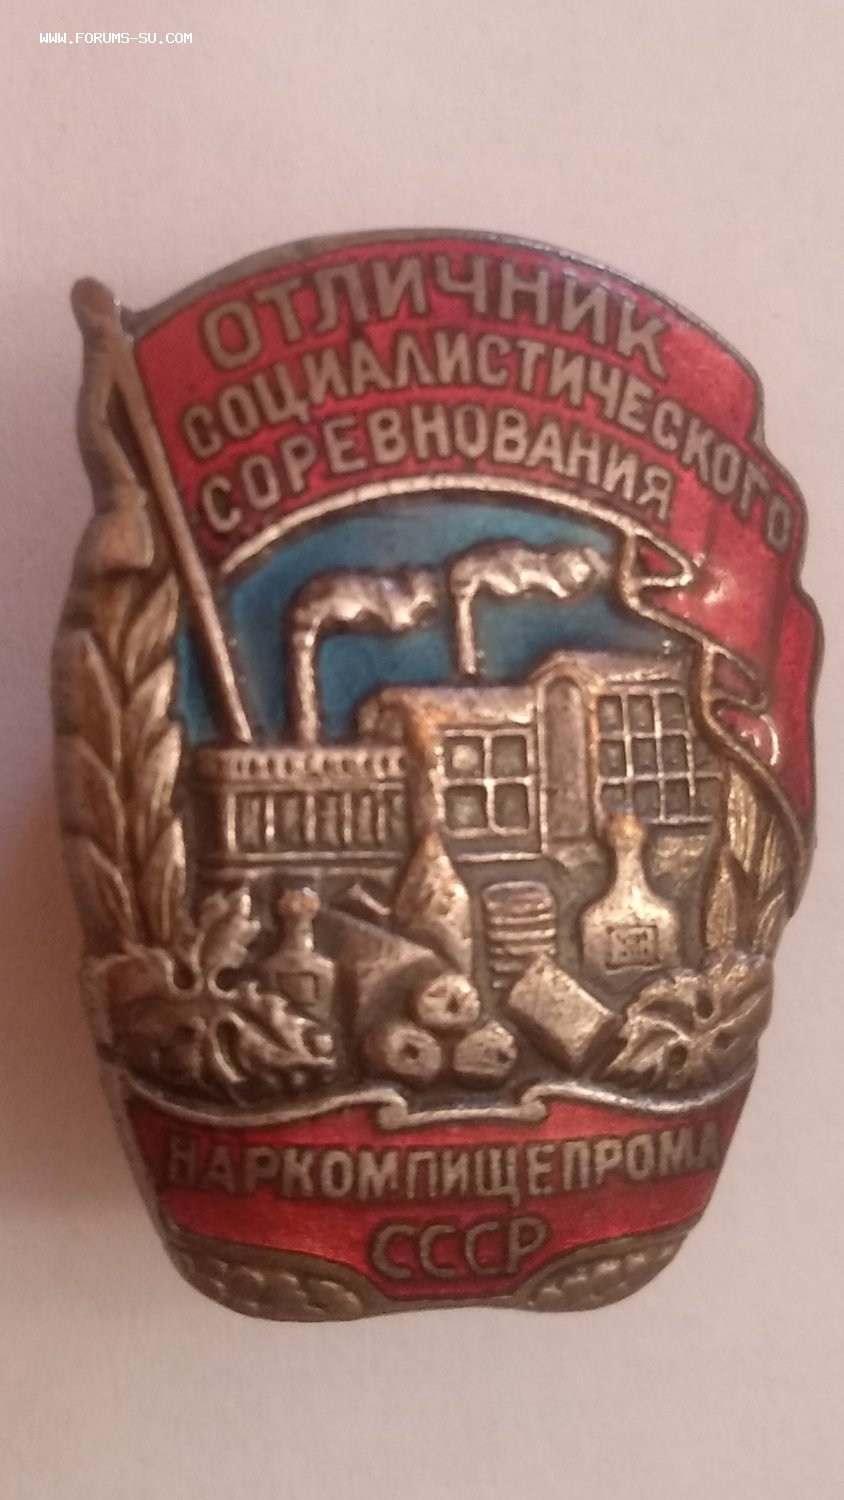 WWW.FORUMS-SU.COM
ОТЛИЧНИК
СОЦИАЛИСТИЧЕСКОГО
СОРЕВНОВАНИЯ
НАРКОМПИЩЕПРОМА
СССР